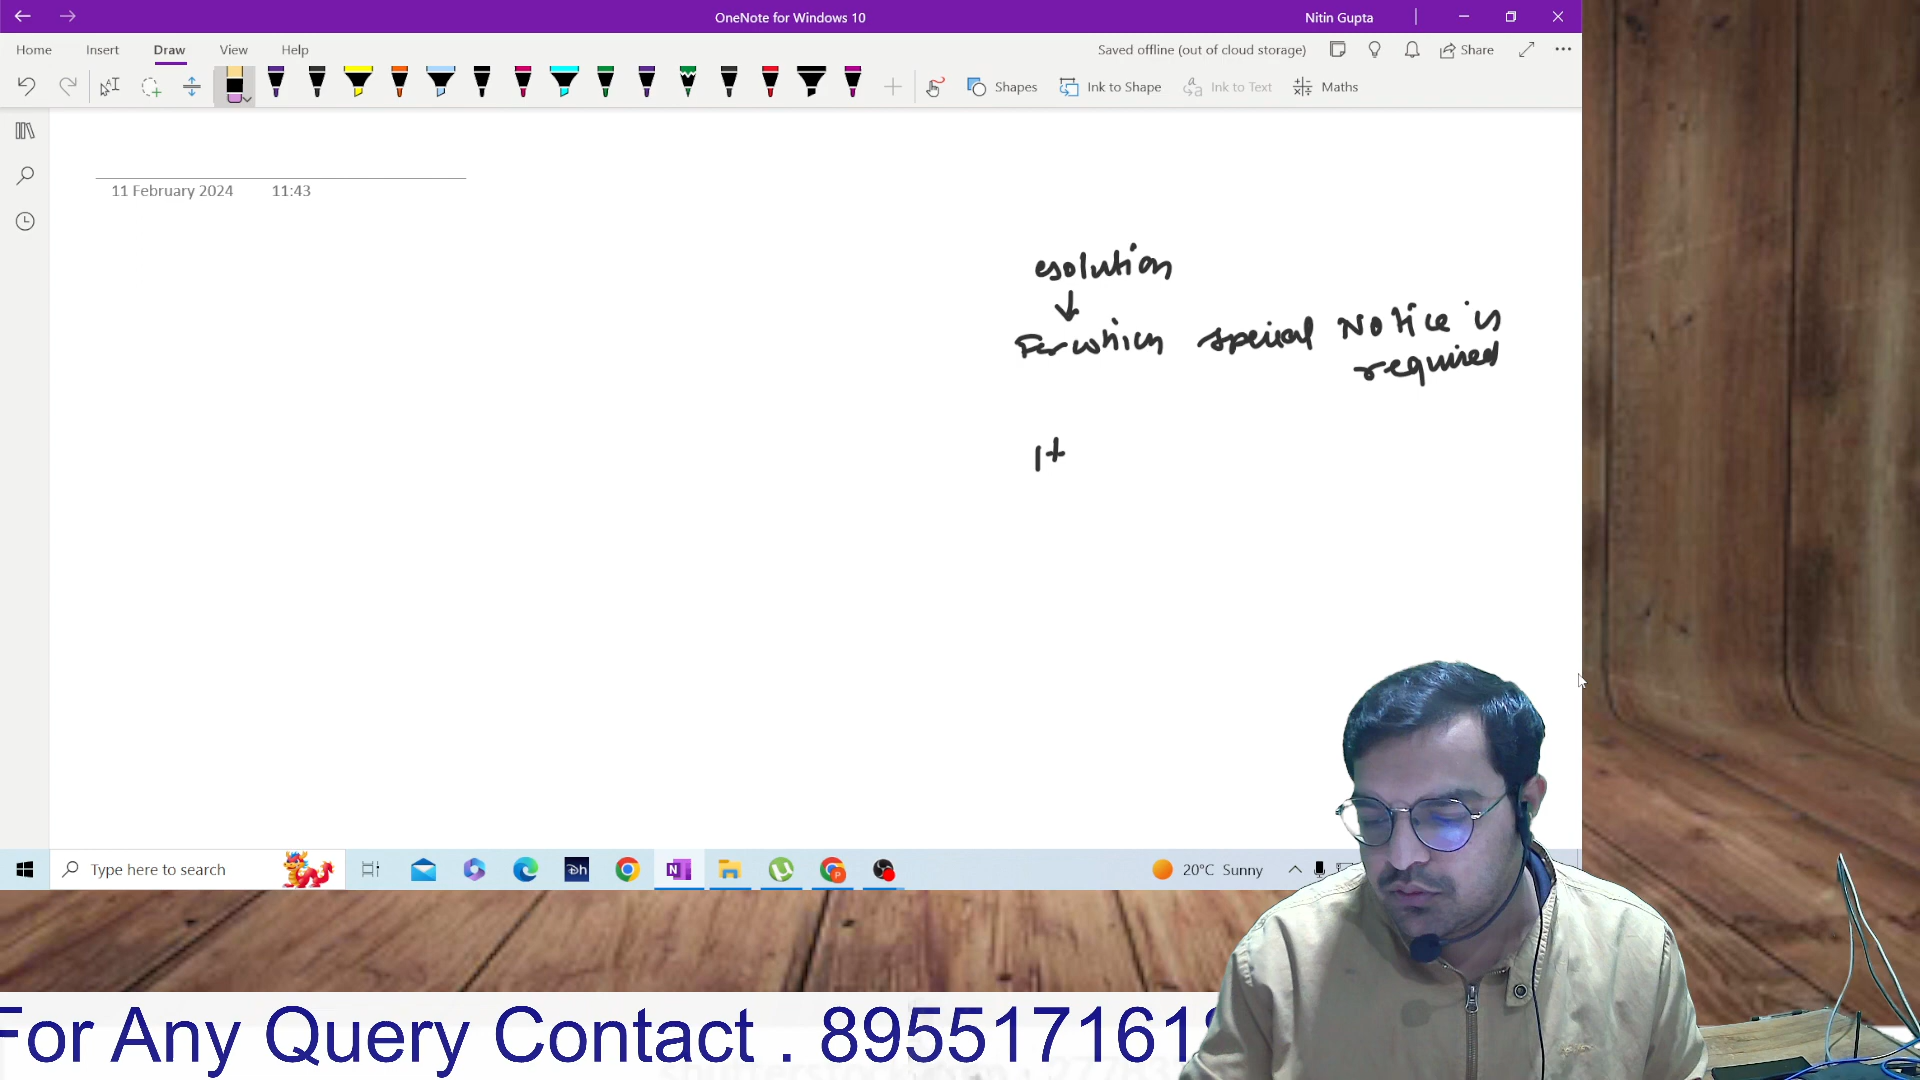 OneNote for Windows 10
Nitin Gupta
Home Insert Draw View Help
Saved offline (out of cloud storage)
Share
Shapes
Ink to Shape
Ink to Text
Maths
11 February 2024 11:43
esolution
For which special Notice is
required
It
Type here to search
20°C Sunny
For Any Query Contact . 895517161